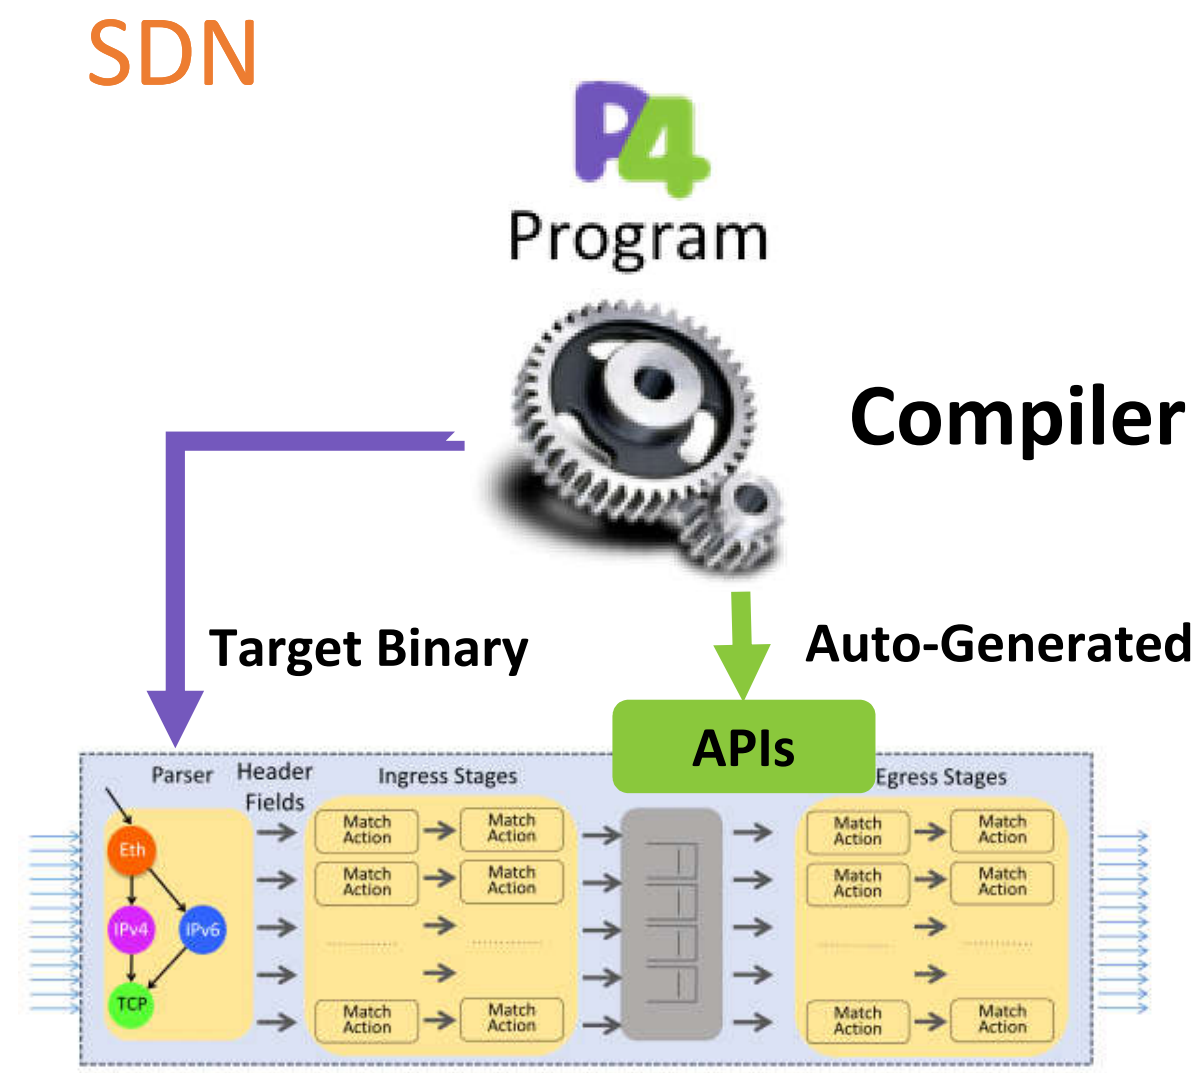 SDN
P4
Program
Compiler
Target Binary
Auto-Generated
APIs
Parser
Header
Fields
Ingress Stages
Egress Stages
Eth
IPv4
IPv6
TCP
Match
Action
Match
Action
Match
Action
Match
Action
Match
Action
Match
Action
Match
Action
Match
Action
Match
Action
Match
Action
Match
Action
Match
Action